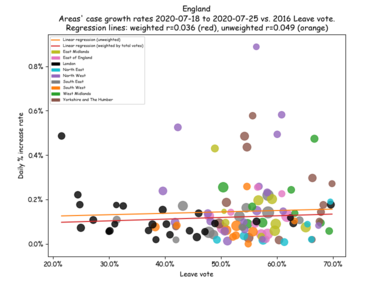 England
Areas' case growth rates 2020-07-18 to 2020-07-25 vs. 2016 Leave vote.
Regression lines: weighted r=0.036 (red), unweighted r=0.049 (orange)
Linear regression (unweighted)
Linear regression (weighted by total votes)
East Midlands
East of England
London
North East
North West
South East
South West
West Midlands
Yorkshire and The Humber
0.8%
0.6%
0.4%
0.2%
0.0%
Daily % increase rate
20.0% 30.0% 40.0% 50.0% 60.0% 70.0%
Leave vote